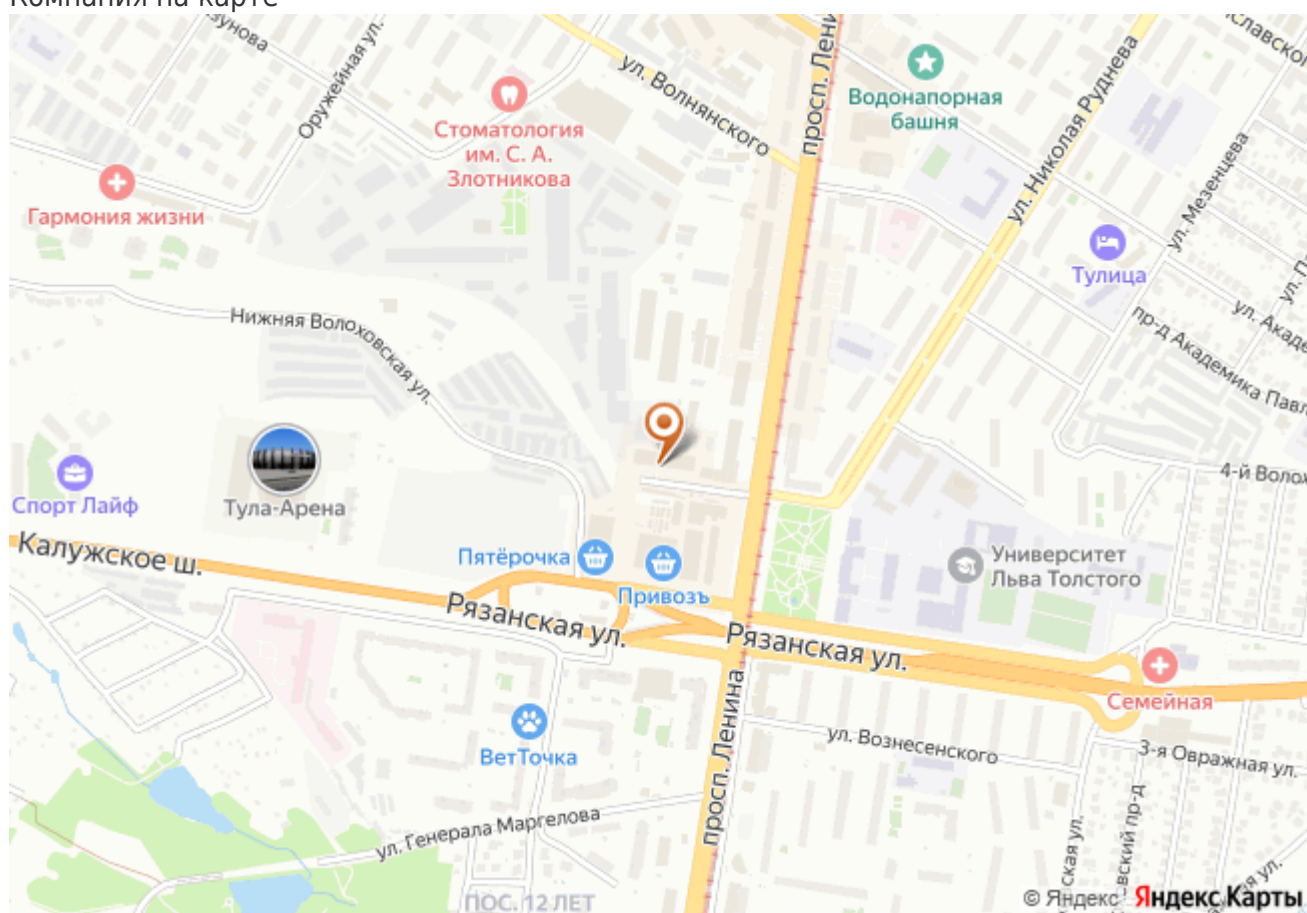 Компания на карте
Оружейная ул.
ул. Волнянского
просп. Ленина
Водонапорная
башня
Стоматология
им. С. А.
Злотникова
ул. Николая Руднева
ул. Мезенцева
Гармония жизни
Тулица
Нижняя Волоховская ул.
пр-д Академика Павл
ул. Акаде
4-й Волох
Спорт Лайф
Тула-Арена
Калужское ш.
Пятёрочка
Привозъ
Университет
Льва Толстого
Рязанская ул.
Рязанская ул.
Семейная
просп. Ленина
ВетТочка
ул. Вознесенского
3-я Овражная ул.
ул. Генерала Маргелова
ПОС. 12 ЛЕТ
© Яндекс Яндекс Карты